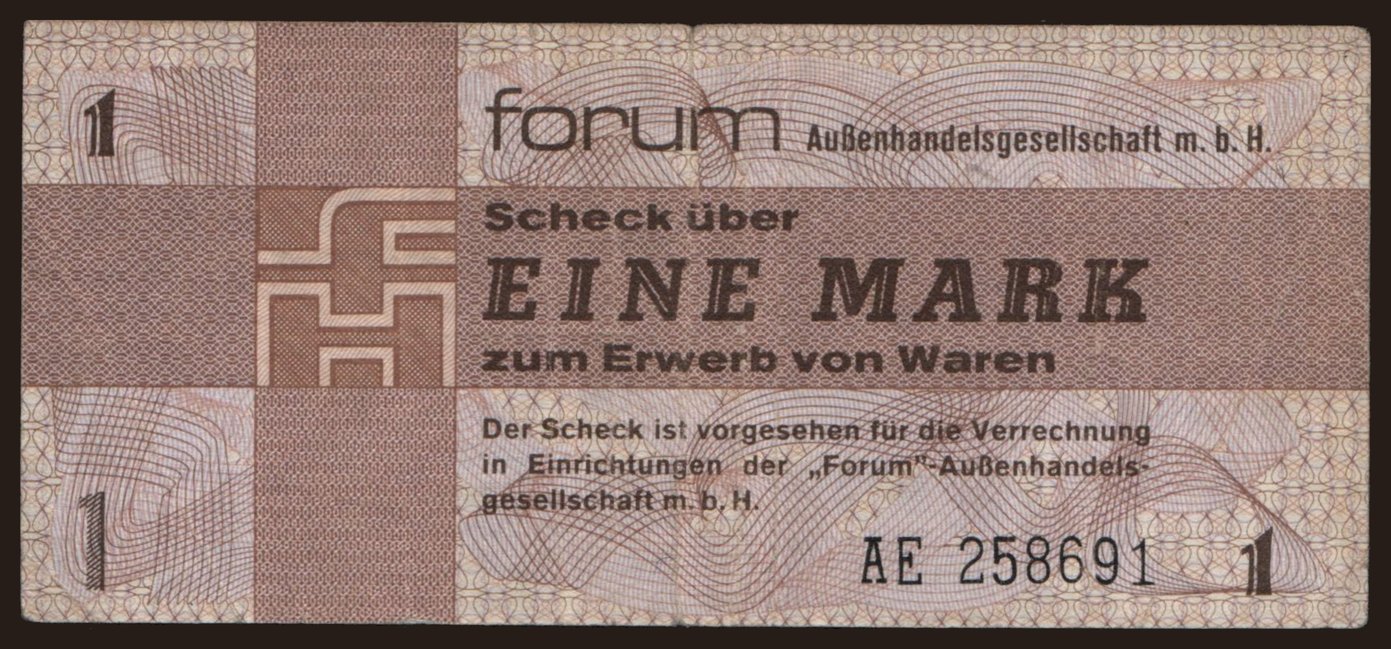 1
forum Außenhandelsgesellschaft m. b. H.
Scheck über
EINE MARK
zum Erwerb von Waren
Der Scheck ist vorgesehen für die Verrechnung
in Einrichtungen der „Forum"-Außenhandels-
gesellschaft m. b. H.
1
AE 258691
1